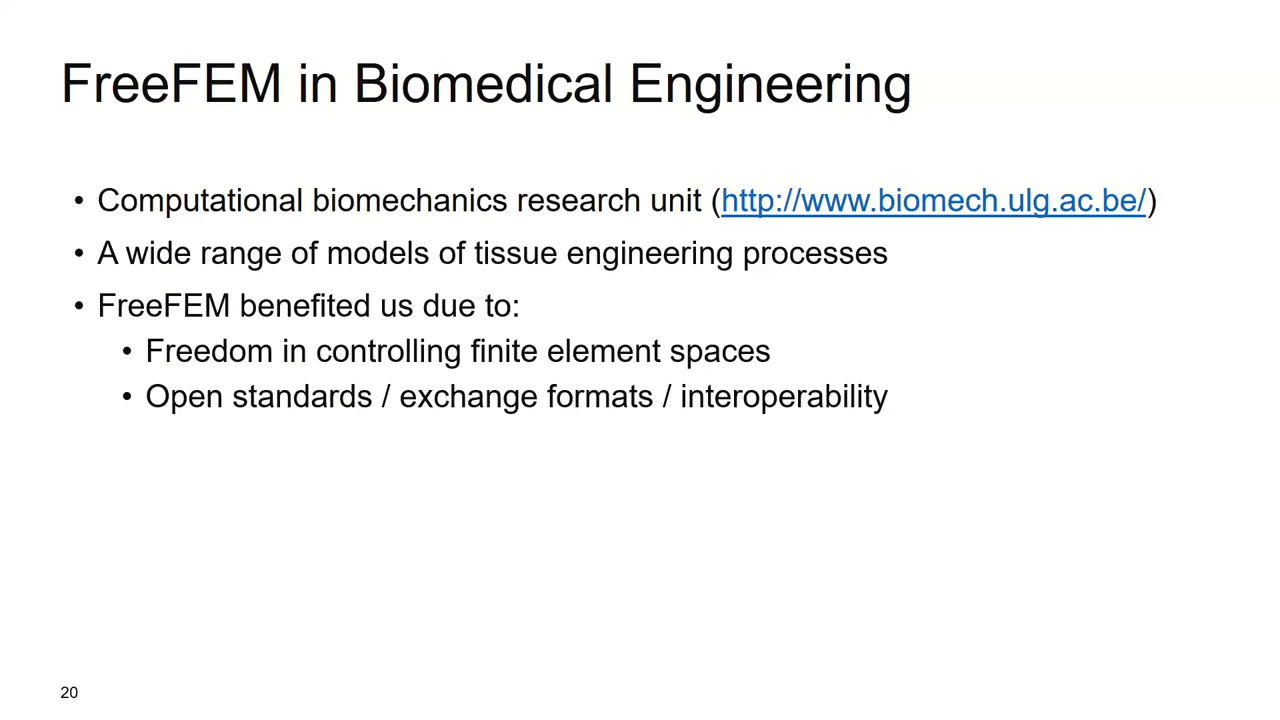 FreeFEM in Biomedical Engineering
• Computational biomechanics research unit (http://www.biomech.ulg.ac.be/)
• A wide range of models of tissue engineering processes
• FreeFEM benefited us due to:
• Freedom in controlling finite element spaces
• Open standards / exchange formats / interoperability
20